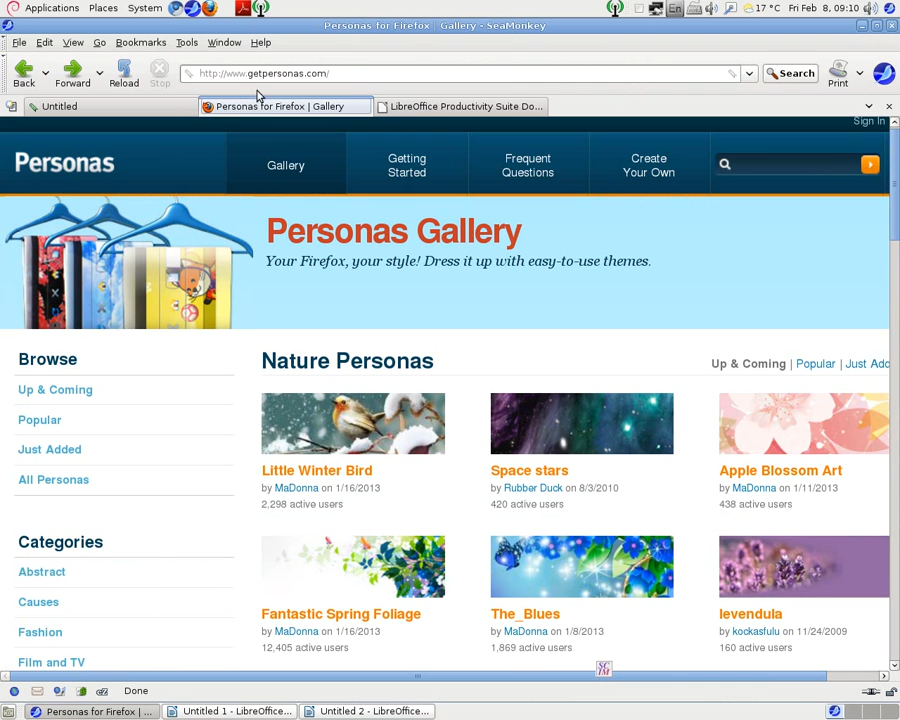 Applications Places System En 17 °C Fri Feb 8, 09:10
Personas for Firefox | Gallery - SeaMonkey
File Edit View Go Bookmarks Tools Window Help
Back Forward Reload Stop http://www.getpersonas.com/ Search Print
Untitled Personas for Firefox | Gallery LibreOffice Productivity Suite Do...
Sign In
Personas Gallery Getting Started Frequent Questions Create Your Own
Personas Gallery
Your Firefox, your style! Dress it up with easy-to-use themes.
Browse
Up & Coming
Popular
Just Added
All Personas
Categories
Abstract
Causes
Fashion
Film and TV
Nature Personas Up & Coming | Popular | Just Add
Little Winter Bird
by MaDonna on 1/16/2013
2,298 active users
Space stars
by Rubber Duck on 8/3/2010
420 active users
Apple Blossom Art
by MaDonna on 1/11/2013
438 active users
Fantastic Spring Foliage
by MaDonna on 1/16/2013
12,405 active users
The_Blues
by MaDonna on 1/8/2013
1,869 active users
levendula
by kockasfulu on 11/24/2009
160 active users
SCIM
Done
Personas for Firefox | ... Untitled 1 - LibreOffice... Untitled 2 - LibreOffice...